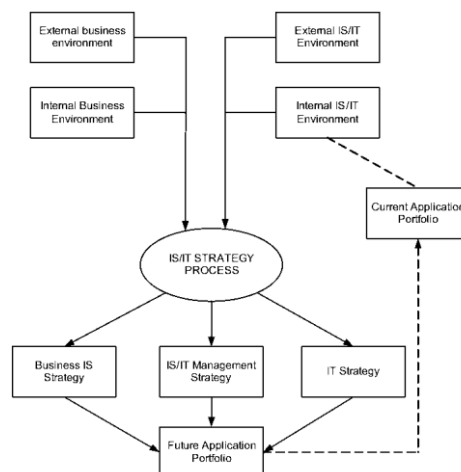 External business
environment
External IS/IT
Environment
Internal Business
Environment
Internal IS/IT
Environment
Current Application
Portfolio
IS/IT STRATEGY
PROCESS
Business IS
Strategy
IS/IT Management
Strategy
IT Strategy
Future Application
Portfolio